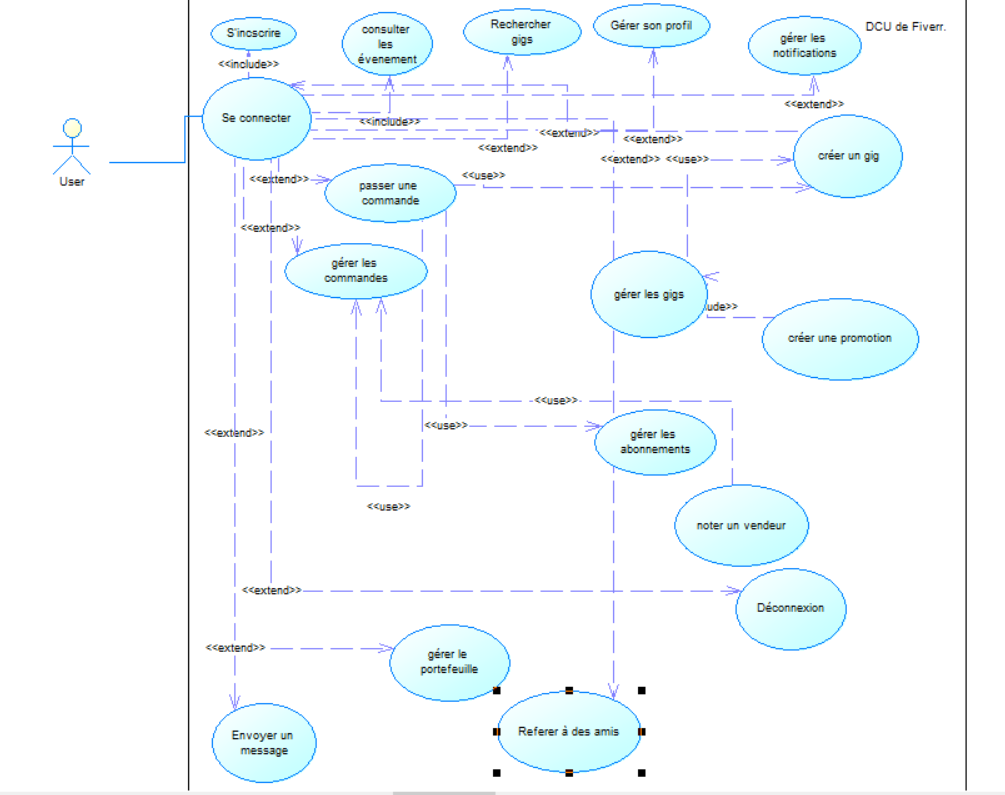 S'incscrire
consulter
les
évenement
Rechercher
gigs
Gérer son profil
gérer les
notifications
DCU de Fiverr.
<<include>>
Se connecter
<<include>>
<<extend>>
<<extend>>
<<extend>>
<<extend>>
<<extend>>
<<use>>
créer un gig
User
<<extend>>
passer une
commande
<<use>>
<<extend>>
gérer les
commandes
gérer les gigs
ude>>
créer une promotion
<<use>>
<<extend>>
<<use>>
gérer les
abonnements
<<use>>
noter un vendeur
<<extend>>
Déconnexion
<<extend>>
gérer le
portefeuille
Envoyer un
message
Referer à des amis